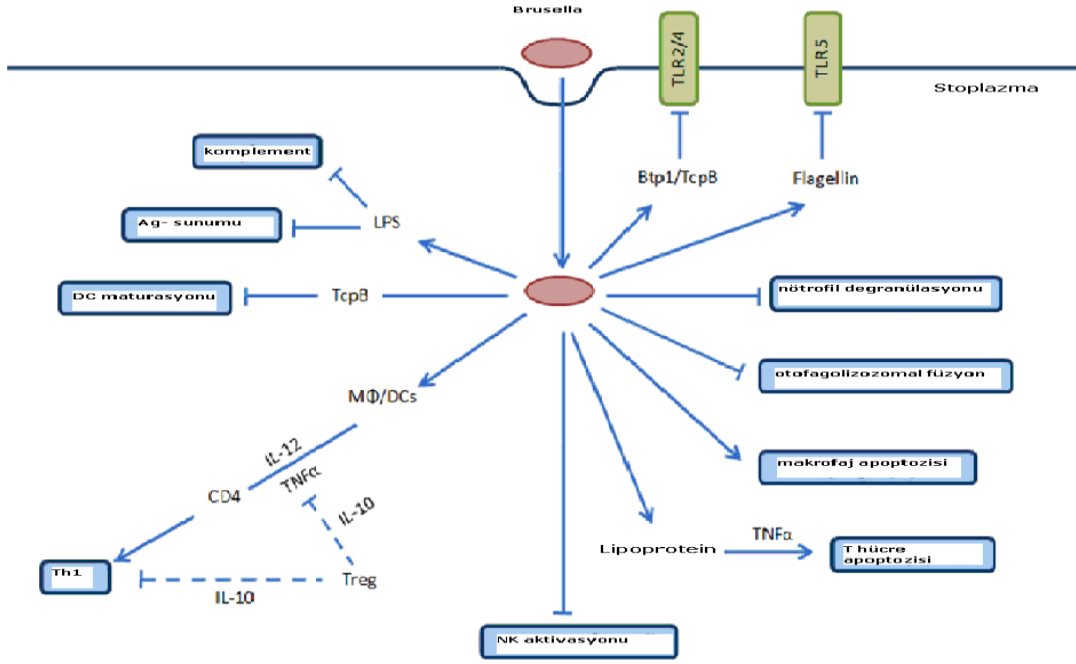 Brusella
TLR2/4
TLR5
Stoplazma
komplement
Btp1/TcpB
Flagellin
Ag- sunumu
LPS
DC maturasyonu
TcpB
nötrofil degranülasyonu
otofagolizozomal füzyon
MΦ/DCs
IL-12
TNFα
makrofaj apoptozisi
CD4
IL-10
Lipoprotein
TNFα
T hücre
apoptozisi
Th1
Treg
IL-10
NK aktivasyonu